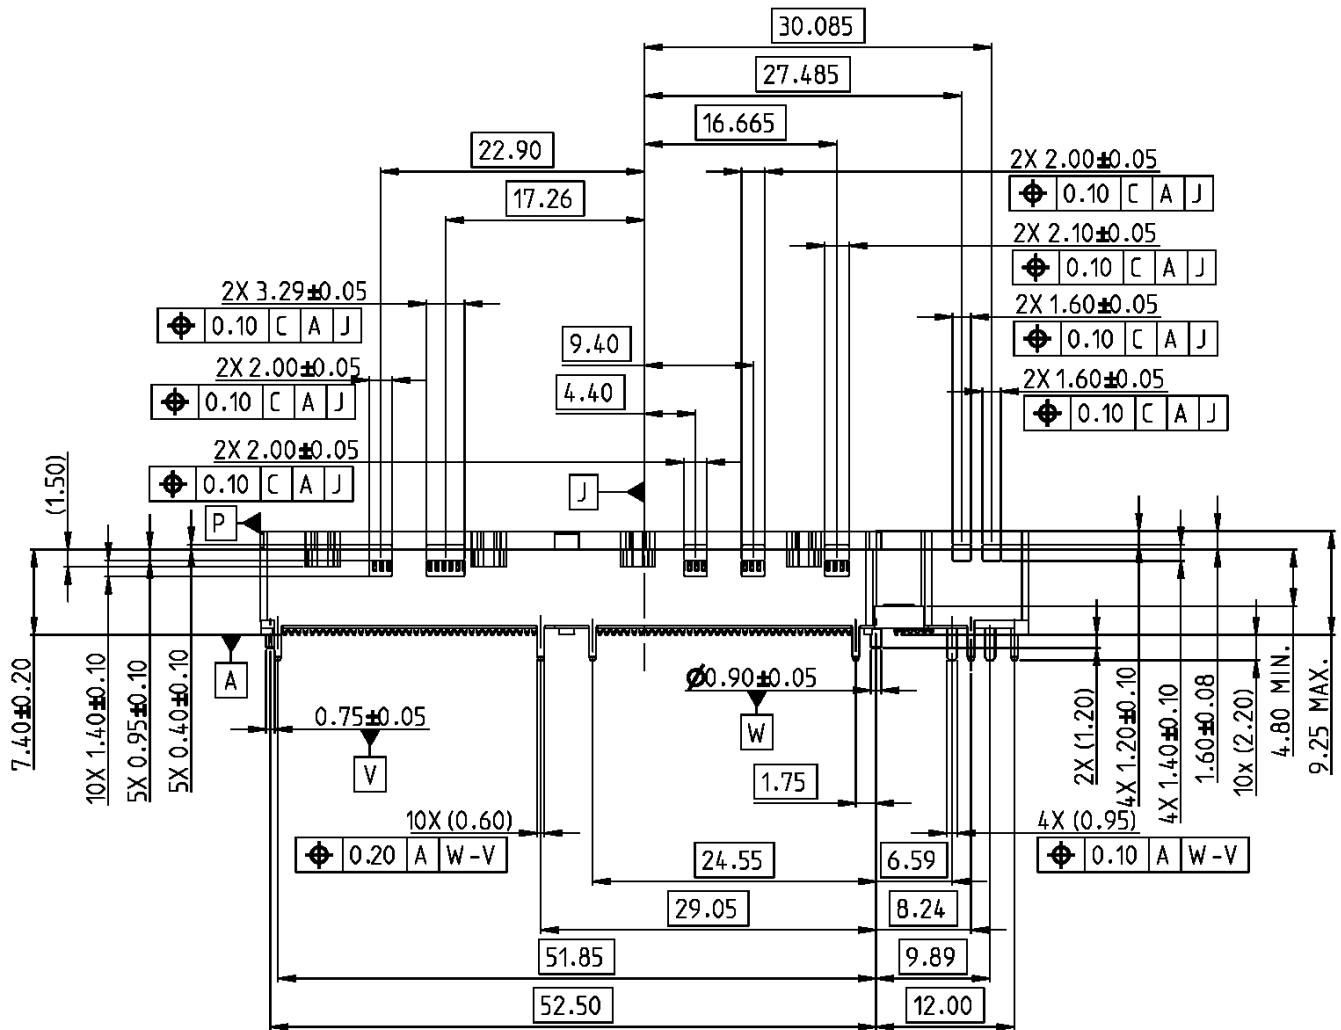 30.085
27.485
16.665
22.90
17.26
2X 2.00±0.05
⌖ 0.10 C A J
2X 2.10±0.05
⌖ 0.10 C A J
2X 3.29±0.05
⌖ 0.10 C A J
2X 1.60±0.05
⌖ 0.10 C A J
9.40
2X 2.00±0.05
⌖ 0.10 C A J
2X 1.60±0.05
⌖ 0.10 C A J
4.40
2X 2.00±0.05
⌖ 0.10 C A J
(1.50)
J
P
7.40±0.20
10X 1.40±0.10
5X 0.95±0.10
5X 0.40±0.10
A
0.75±0.05
V
Ø0.90±0.05
W
2X (1.20)
4X 1.20±0.10
4X 1.40±0.10
1.60±0.08
10x (2.20)
4.80 MIN.
9.25 MAX.
1.75
10X (0.60)
⌖ 0.20 A W-V
4X (0.95)
⌖ 0.10 A W-V
24.55
6.59
29.05
8.24
51.85
9.89
52.50
12.00